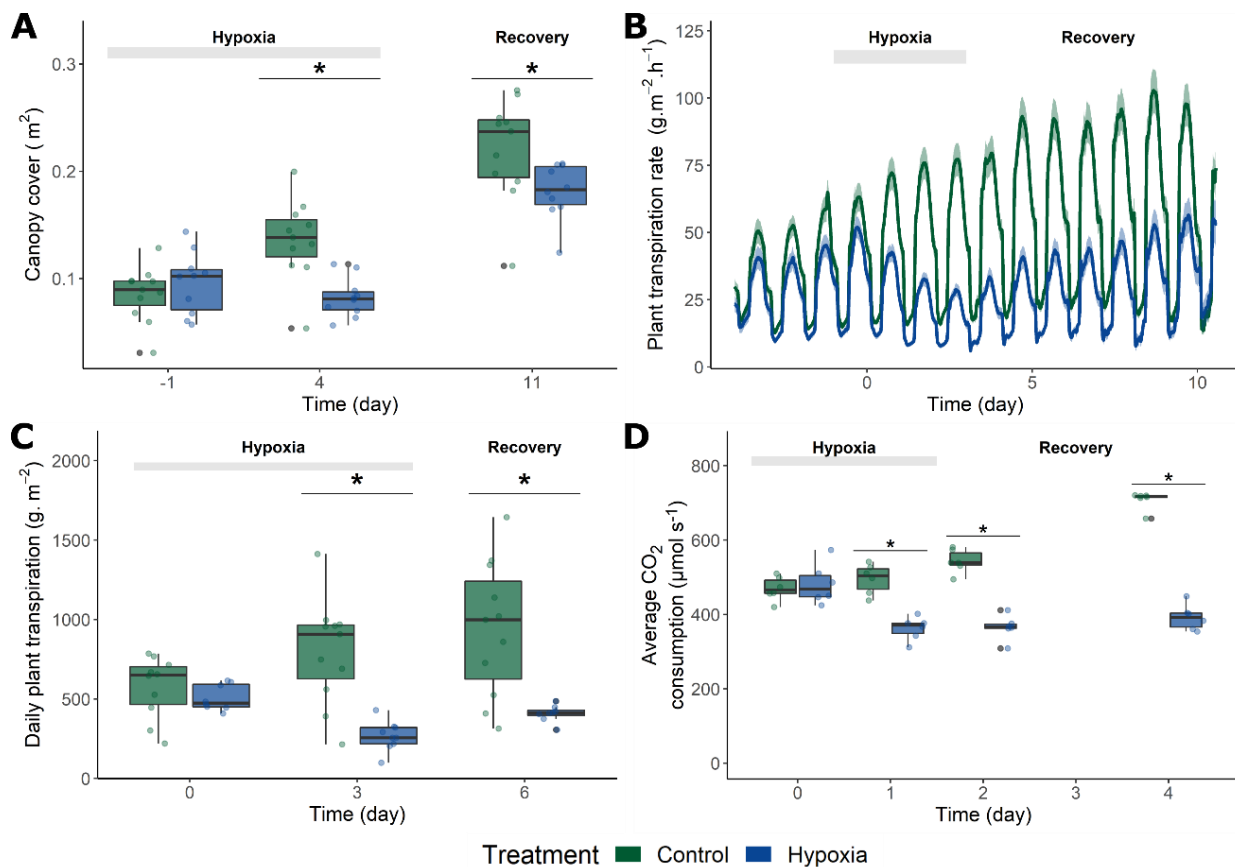 A
Hypoxia
Recovery
*
*
0.3
0.2
0.1
Canopy cover ( m²)
-1
4
11
Time (day)
B
Hypoxia
Recovery
125
100
75
50
25
0
Plant transpiration rate (g.m⁻².h⁻¹)
0
5
10
Time (day)
C
Hypoxia
Recovery
*
*
2000
1500
1000
500
0
Daily plant transpiration (g. m⁻²)
0
3
6
Time (day)
D
Hypoxia
Recovery
*
*
*
800
600
400
200
0
Average CO₂
consumption (μmol s⁻¹)
0
1
2
3
4
Time (day)
Treatment Control Hypoxia